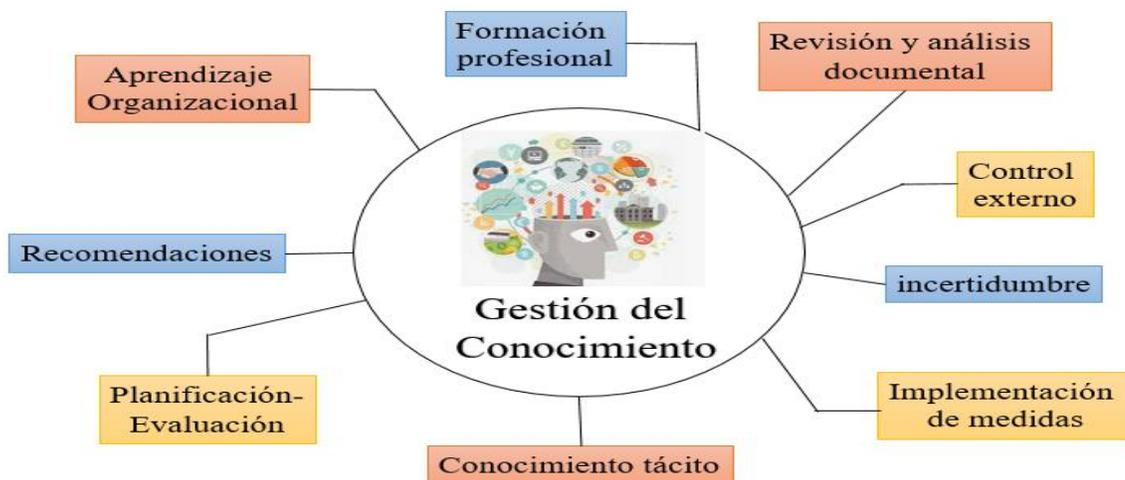 Formación
profesional
Revisión y análisis
documental
Aprendizaje
Organizacional
Control
externo
Recomendaciones
incertidumbre
Gestión del
Conocimiento
Planificación-
Evaluación
Implementación
de medidas
Conocimiento tácito